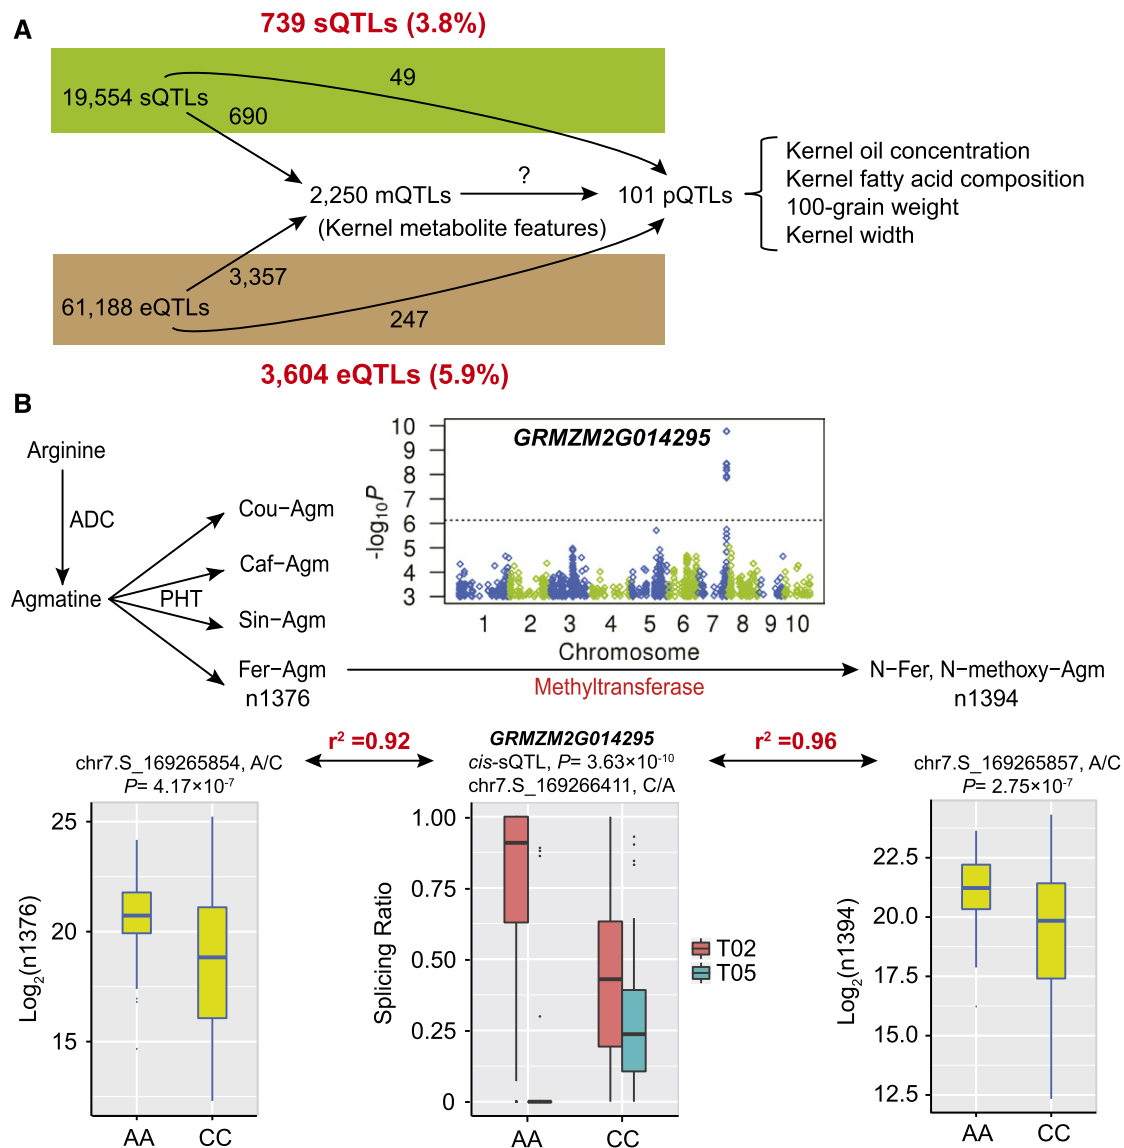 A
739 sQTLs (3.8%)
19,554 sQTLs
49
690
?
2,250 mQTLs
(Kernel metabolite features)
101 pQTLs
Kernel oil concentration
Kernel fatty acid composition
100-grain weight
Kernel width
3,357
61,188 eQTLs
247
3,604 eQTLs (5.9%)
B
Arginine
ADC
Agmatine
PHT
Cou−Agm
Caf−Agm
Sin−Agm
Fer−Agm
n1376
GRMZM2G014295
-log10P
10
9
8
7
6
5
4
3
1 2 3 4 5 6 7 8 9 10
Chromosome
Methyltransferase
N−Fer, N−methoxy−Agm
n1394
r² =0.92
r² =0.96
chr7.S_169265854, A/C
P= 4.17×10⁻⁷
GRMZM2G014295
cis-sQTL, P= 3.63×10⁻¹⁰
chr7.S_169266411, C/A
chr7.S_169265857, A/C
P= 2.75×10⁻⁷
Log₂(n1376)
25
20
15
AA CC
Splicing Ratio
1.00
0.75
0.50
0.25
0
AA CC
T02
T05
Log₂(n1394)
22.5
20.0
17.5
15.0
12.5
AA CC